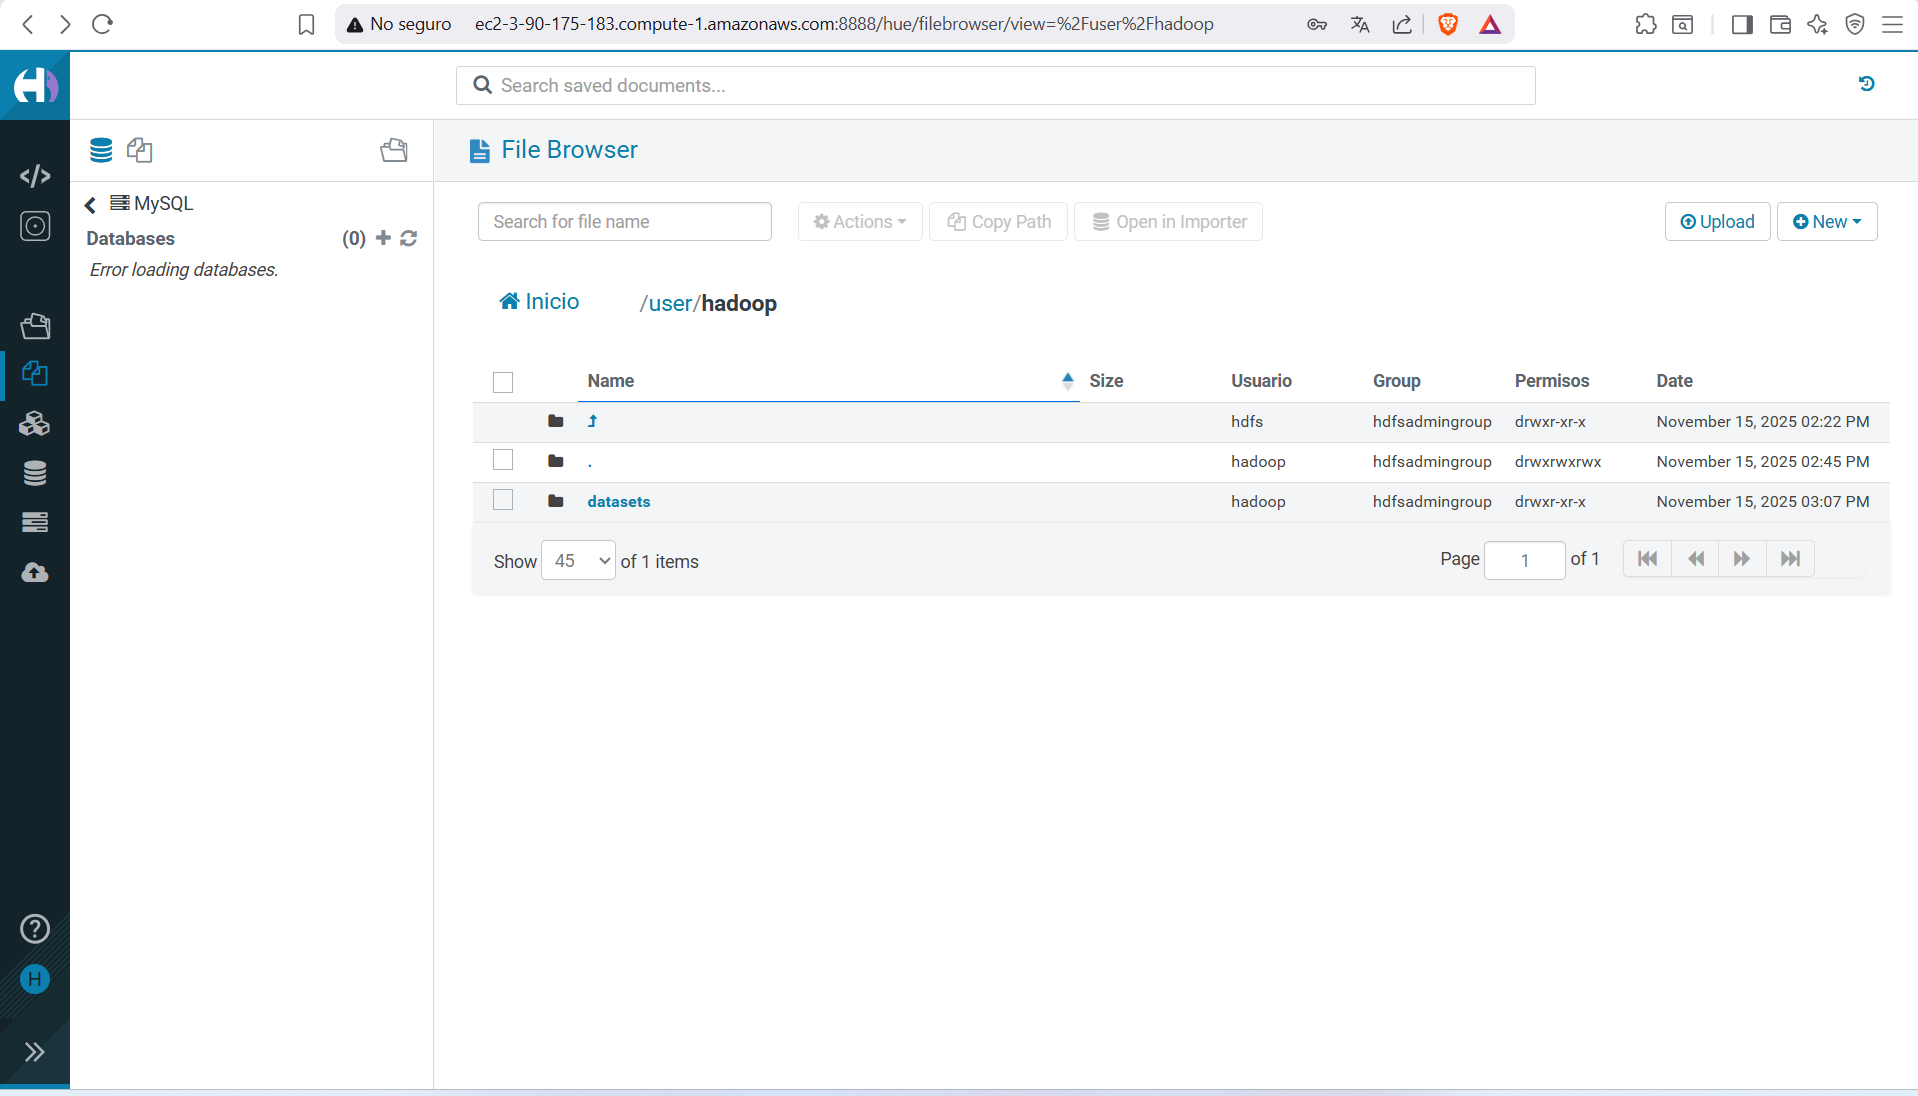 No seguro ec2-3-90-175-183.compute-1.amazonaws.com:8888/hue/filebrowser/view=%2Fuser%2Fhadoop
Search saved documents...
File Browser
MySQL
Databases (0)
Error loading databases.
Search for file name Actions Copy Path Open in Importer Upload New
Inicio /user/hadoop
Name Size Usuario Group Permisos Date
hdfs hdfsadmingroup drwxr-xr-x November 15, 2025 02:22 PM
. hadoop hdfsadmingroup drwxrwxrwx November 15, 2025 02:45 PM
datasets hadoop hdfsadmingroup drwxr-xr-x November 15, 2025 03:07 PM
Show 45 of 1 items Page 1 of 1
H